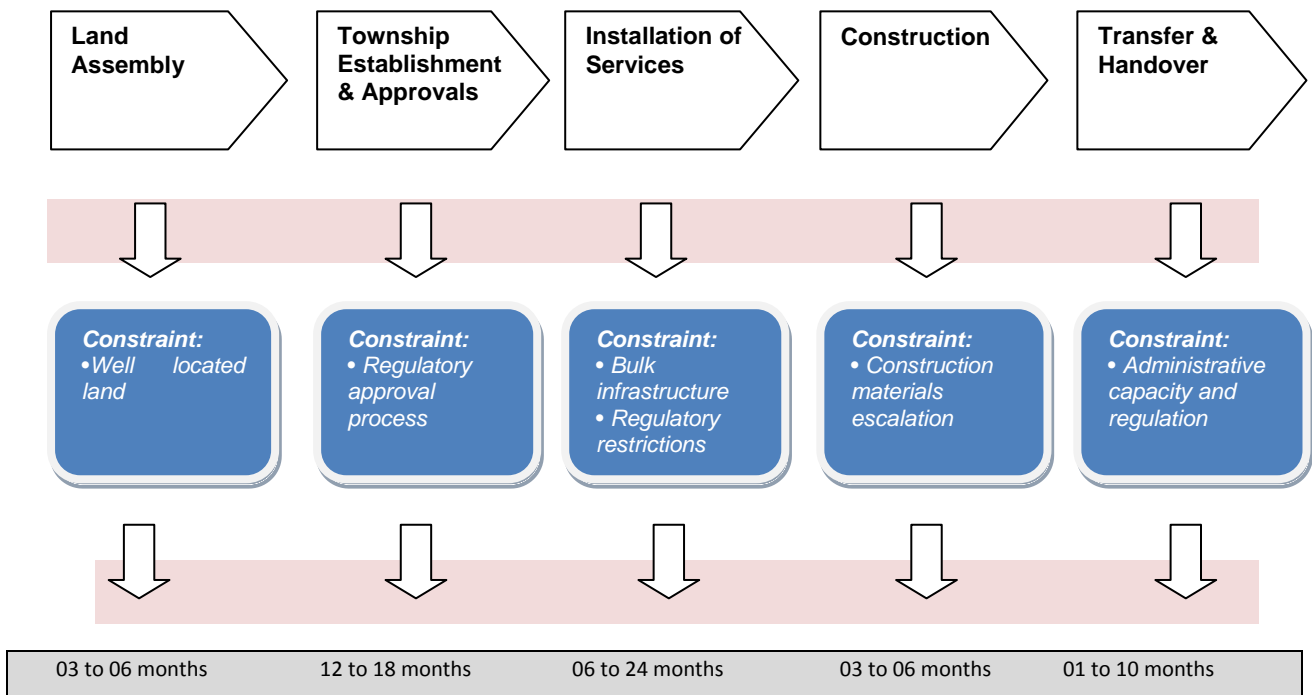 Land
Assembly
Township
Establishment
& Approvals
Installation of
Services
Construction
Transfer &
Handover
Constraint:
•Well located
land
Constraint:
• Regulatory
approval
process
Constraint:
• Bulk
infrastructure
• Regulatory
restrictions
Constraint:
• Construction
materials
escalation
Constraint:
• Administrative
capacity and
regulation
03 to 06 months
12 to 18 months
06 to 24 months
03 to 06 months
01 to 10 months